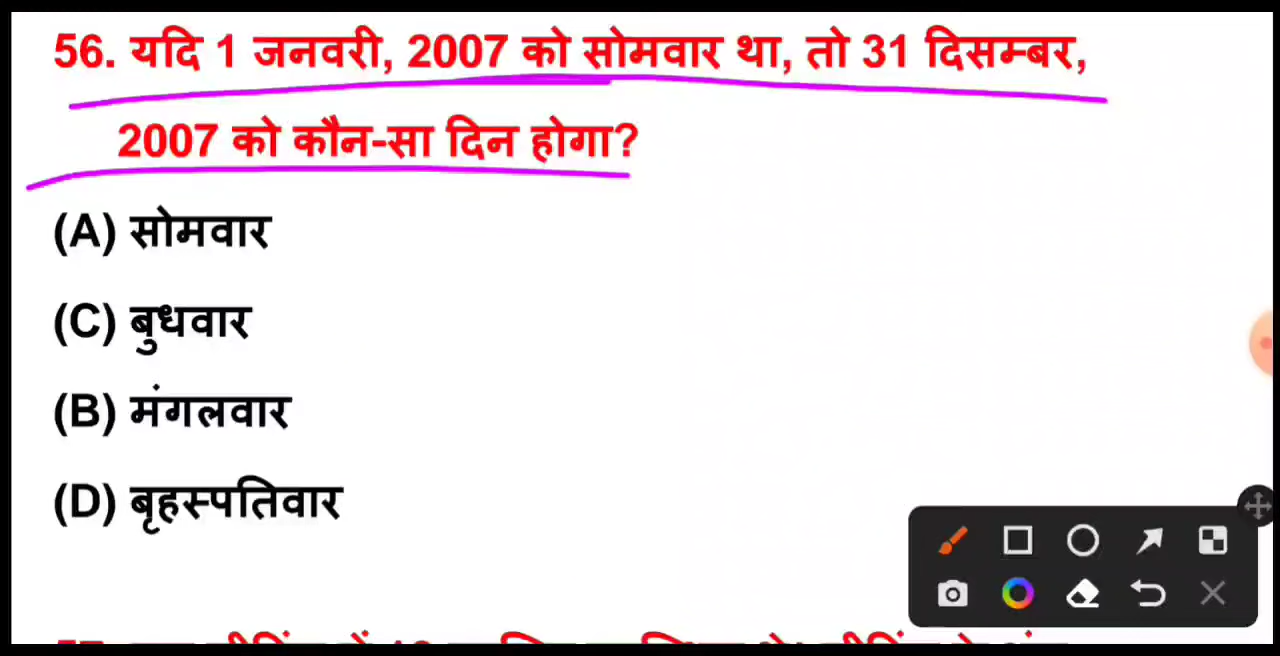 56. यदि 1 जनवरी, 2007 को सोमवार था, तो 31 दिसम्बर,
2007 को कौन-सा दिन होगा?
(A) सोमवार
(C) बुधवार
(B) मंगलवार
(D) बृहस्पतिवार